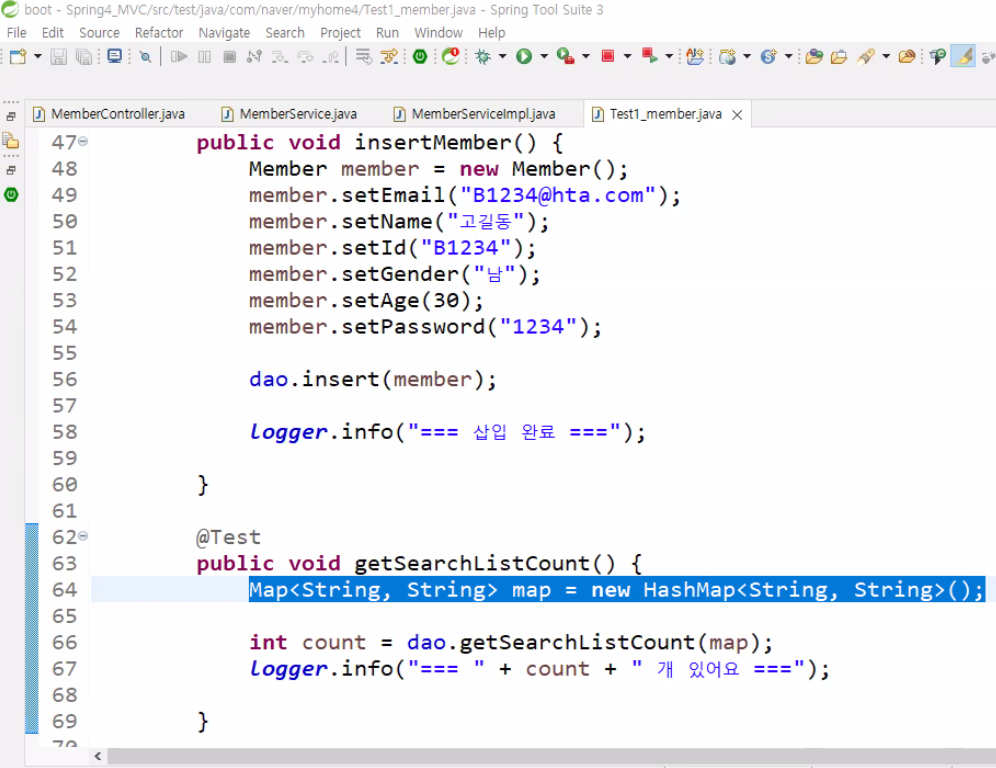 boot - Spring4_MVC/src/test/java/com/naver/myhome4/Test1_member.java - Spring Tool Suite 3
File Edit Source Refactor Navigate Search Project Run Window Help
MemberController.java MemberService.java MemberServiceImpl.java Test1_member.java
47 public void insertMember() {
48 Member member = new Member();
49 member.setEmail("B1234@hta.com");
50 member.setName("고길동");
51 member.setId("B1234");
52 member.setGender("남");
53 member.setAge(30);
54 member.setPassword("1234");
55
56 dao.insert(member);
57
58 logger.info("=== 삽입 완료 ===");
59
60 }
61
62 @Test
63 public void getSearchListCount() {
64 Map<String, String> map = new HashMap<String, String>();
65
66 int count = dao.getSearchListCount(map);
67 logger.info("=== " + count + " 개 있어요 ===");
68
69 }
70